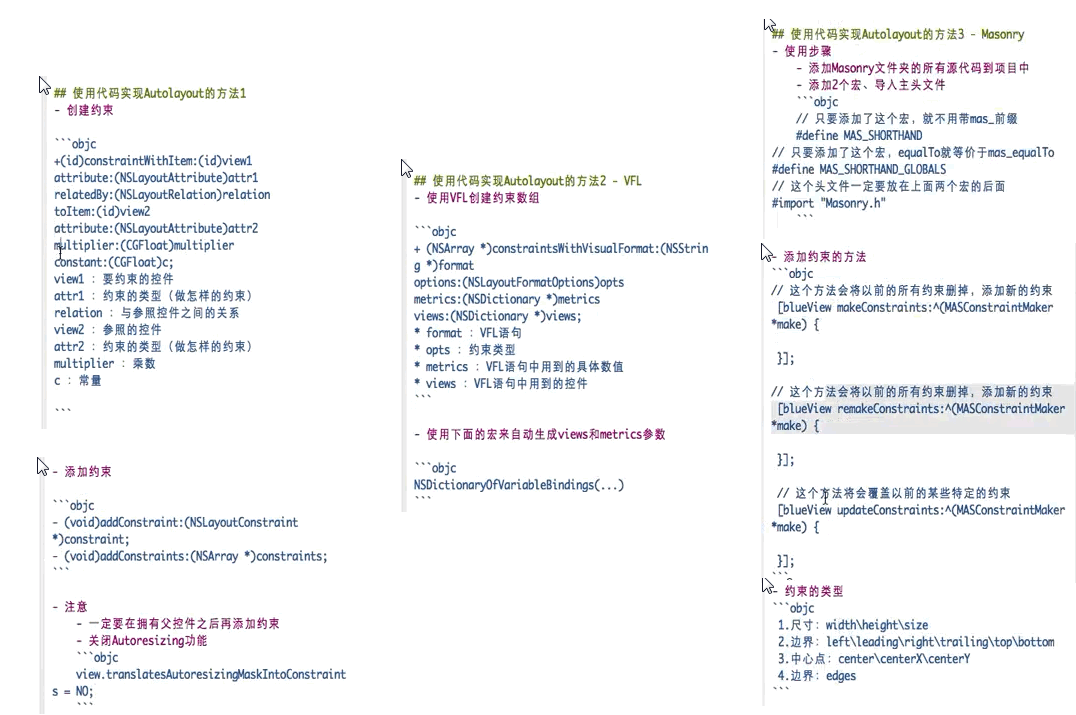 ## 使用代码实现Autolayout的方法1
- 创建约束
```objc
+(id)constraintWithItem:(id)view1
attribute:(NSLayoutAttribute)attr1
relatedBy:(NSLayoutRelation)relation
toItem:(id)view2
attribute:(NSLayoutAttribute)attr2
multiplier:(CGFloat)multiplier
constant:(CGFloat)c;
view1 : 要约束的控件
attr1 : 约束的类型（做怎样的约束）
relation : 与参照控件之间的关系
view2 : 参照的控件
attr2 : 约束的类型（做怎样的约束）
multiplier : 乘数
c : 常量
```
- 添加约束
```objc
- (void)addConstraint:(NSLayoutConstraint
*)constraint;
- (void)addConstraints:(NSArray *)constraints;
```
- 注意
- 一定要在拥有父控件之后再添加约束
- 关闭Autoresizing功能
```objc
view.translatesAutoresizingMaskIntoConstraint
s = NO;
```
## 使用代码实现Autolayout的方法2 - VFL
- 使用VFL创建约束数组
```objc
+ (NSArray *)constraintsWithVisualFormat:(NSStrin
g *)format
options:(NSLayoutFormatOptions)opts
metrics:(NSDictionary *)metrics
views:(NSDictionary *)views;
* format : VFL语句
* opts : 约束类型
* metrics : VFL语句中用到的具体数值
* views : VFL语句中用到的控件
```
- 使用下面的宏来自动生成views和metrics参数
```objc
NSDictionaryOfVariableBindings(...)
```
## 使用代码实现Autolayout的方法3 - Masonry
- 使用步骤
- 添加Masonry文件夹的所有源代码到项目中
- 添加2个宏、导入主头文件
```objc
// 只要添加了这个宏，就不用带mas_前缀
#define MAS_SHORTHAND
// 只要添加了这个宏，equalTo就等价于mas_equalTo
#define MAS_SHORTHAND_GLOBALS
// 这个头文件一定要放在上面两个宏的后面
#import "Masonry.h"
```
- 添加约束的方法
```objc
// 这个方法会将以前的所有约束删掉，添加新的约束
[blueView makeConstraints:^(MASConstraintMaker
*make) {
}];
// 这个方法会将以前的所有约束删掉，添加新的约束
[blueView remakeConstraints:^(MASConstraintMaker
*make) {
}];
// 这个方法将会覆盖以前的某些特定的约束
[blueView updateConstraints:^(MASConstraintMaker
*make) {
}];
```
- 约束的类型
```objc
1.尺寸: width\height\size
2.边界: left\leading\right\trailing\top\bottom
3.中心点: center\centerX\centerY
4.边界: edges
```